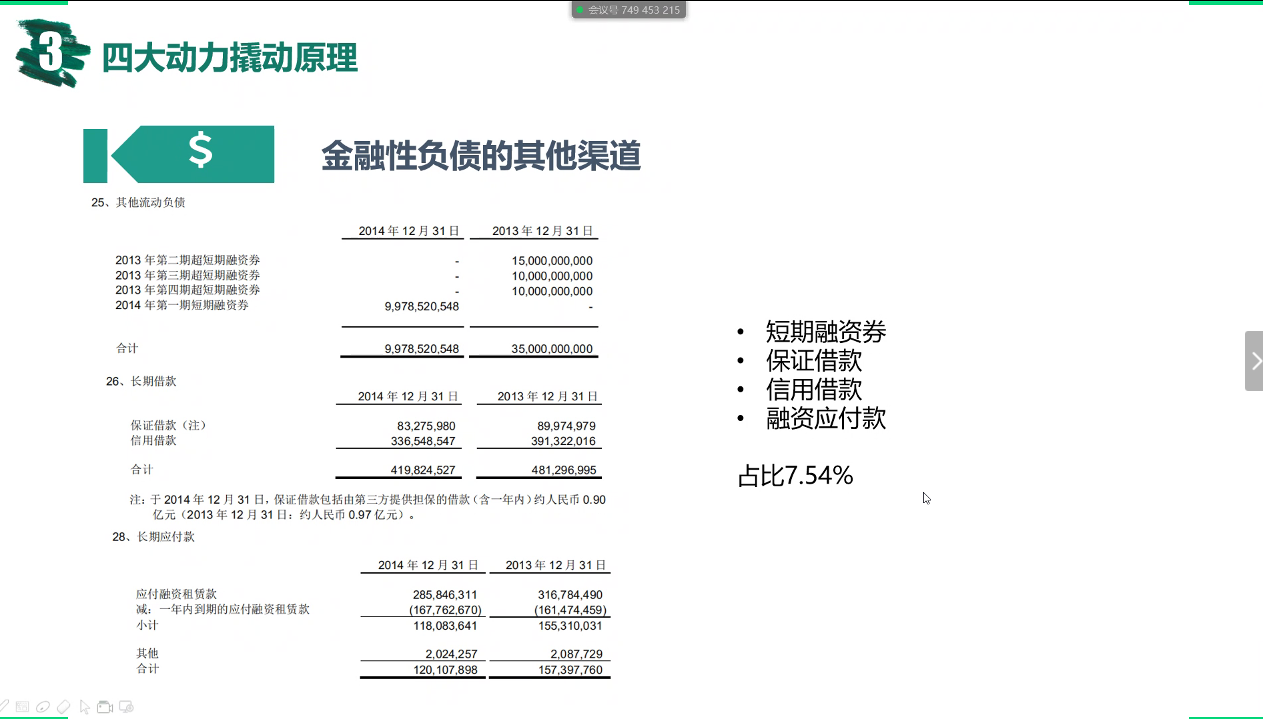 会议号 749 453 215
3 四大动力撬动原理
$ 金融性负债的其他渠道
25、其他流动负债
2014 年 12 月 31 日 2013 年 12 月 31 日
2013 年第二期超短期融资券 - 15,000,000,000
2013 年第三期超短期融资券 - 10,000,000,000
2013 年第四期超短期融资券 - 10,000,000,000
2014 年第一期短期融资券 9,978,520,548 -
合计 9,978,520,548 35,000,000,000
26、长期借款
2014 年 12 月 31 日 2013 年 12 月 31 日
保证借款（注） 83,275,980 89,974,979
信用借款 336,548,547 391,322,016
合计 419,824,527 481,296,995
注：于 2014 年 12 月 31 日，保证借款包括由第三方提供担保的借款（含一年内）约人民币 0.90
亿元（2013 年 12 月 31 日：约人民币 0.97 亿元）。
28、长期应付款
2014 年 12 月 31 日 2013 年 12 月 31 日
应付融资租赁款 285,846,311 316,784,490
减：一年内到期的应付融资租赁款 (167,762,670) (161,474,459)
小计 118,083,641 155,310,031
其他 2,024,257 2,087,729
合计 120,107,898 157,397,760
• 短期融资券
• 保证借款
• 信用借款
• 融资应付款
占比7.54%